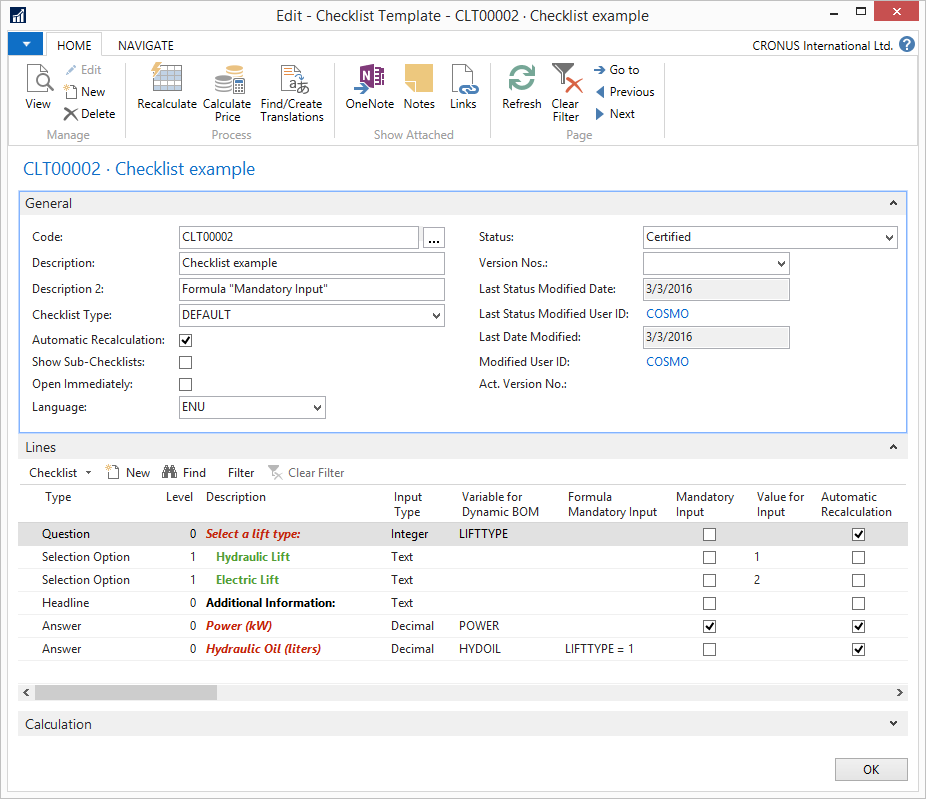 Edit - Checklist Template - CLT00002 · Checklist example
HOME NAVIGATE CRONUS International Ltd. ?
View Edit New Delete
Manage
Recalculate Calculate Price Find/Create Translations
Process
OneNote Notes Links
Show Attached
Refresh Clear Filter Go to Previous Next
Page
CLT00002 · Checklist example
General
Code: CLT00002 ... Status: Certified
Description: Checklist example Version Nos.:
Description 2: Formula "Mandatory Input" Last Status Modified Date: 3/3/2016
Checklist Type: DEFAULT Last Status Modified User ID: COSMO
Automatic Recalculation: Last Date Modified: 3/3/2016
Show Sub-Checklists: Modified User ID: COSMO
Open Immediately: Act. Version No.:
Language: ENU
Lines
Checklist New Find Filter Clear Filter
Type Level Description Input Type Variable for Dynamic BOM Formula Mandatory Input Mandatory Input Value for Input Automatic Recalculation
Question 0 Select a lift type: Integer LIFTTYPE
Selection Option 1 Hydraulic Lift Text 1
Selection Option 1 Electric Lift Text 2
Headline 0 Additional Information: Text
Answer 0 Power (kW) Decimal POWER
Answer 0 Hydraulic Oil (liters) Decimal HYDOIL LIFTTYPE = 1
Calculation
OK